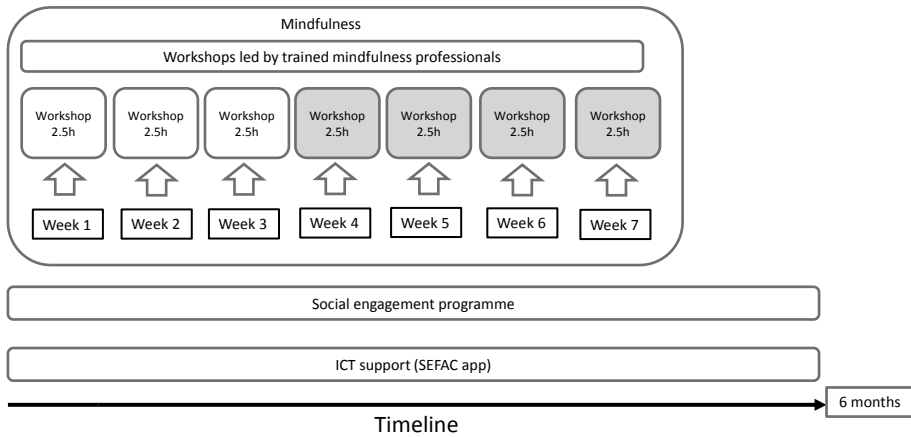 Mindfulness
Workshops led by trained mindfulness professionals
Workshop
2.5h
Workshop
2.5h
Workshop
2.5h
Workshop
2.5h
Workshop
2.5h
Workshop
2.5h
Workshop
2.5h
Week 1
Week 2
Week 3
Week 4
Week 5
Week 6
Week 7
Social engagement programme
ICT support (SEFAC app)
6 months
Timeline